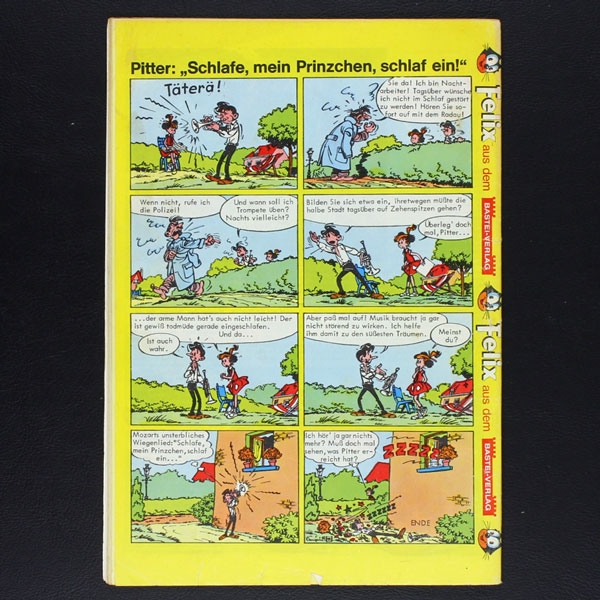 Pitter: „Schlafe, mein Prinzchen, schlaf ein!“
Täterä!
Sie da! Ich bin Nacht-
arbeiter! Tagsüber wünsche
ich nicht im Schlaf gestört
zu werden! Hören Sie so-
fort auf mit dem Radau!
Wenn nicht, rufe ich
die Polizei!
Und wann soll ich
Trompete üben?
Nachts vielleicht?
Bilden Sie sich etwa ein, ihretwegen müßte die
halbe Stadt tagsüber auf Zehenspitzen gehen?
Überleg' doch
mal, Pitter...
...der arme Mann hat's auch nicht leicht! Der
ist gewiß todmüde gerade eingeschlafen.
Und da...
Ist auch
wahr.
Aber paß mal auf! Musik braucht ja gar
nicht störend zu wirken. Ich helfe
ihm damit zu den süßesten Träumen.
Meinst
du?
Mozarts unsterbliches
Wiegenlied:"Schlafe,
mein Prinzchen, schlaf
ein..."
Ich hör' ja gar nichts
mehr? Muß doch mal
sehen, was Pitter er-
reicht hat?
ZZZZZ
ENDE
Felix aus dem
BASTEI-VERLAG
Felix aus dem
BASTEI-VERLAG